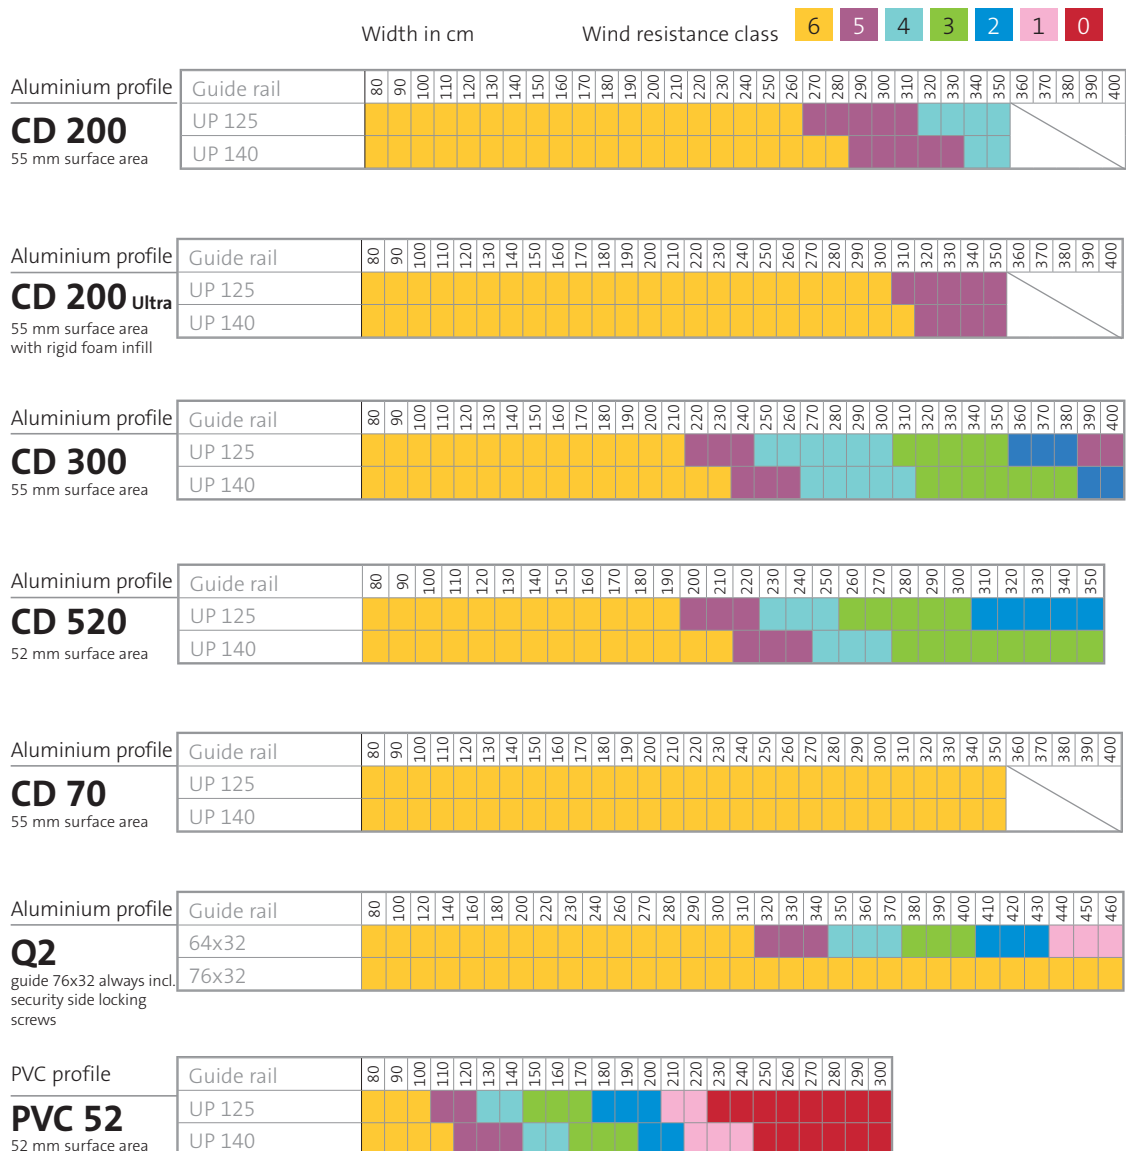 Width in cm Wind resistance class 6 5 4 3 2 1 0
Aluminium profile Guide rail 80 90 100 110 120 130 140 150 160 170 180 190 200 210 220 230 240 250 260 270 280 290 300 310 320 330 340 350 360 370 380 390 400
CD 200 UP 125
55 mm surface area UP 140
Aluminium profile Guide rail 80 90 100 110 120 130 140 150 160 170 180 190 200 210 220 230 240 250 260 270 280 290 300 310 320 330 340 350 360 370 380 390 400
CD 200 Ultra UP 125
55 mm surface area UP 140
with rigid foam infill
Aluminium profile Guide rail 80 90 100 110 120 130 140 150 160 170 180 190 200 210 220 230 240 250 260 270 280 290 300 310 320 330 340 350 360 370 380 390 400
CD 300 UP 125
55 mm surface area UP 140
Aluminium profile Guide rail 80 90 100 110 120 130 140 150 160 170 180 190 200 210 220 230 240 250 260 270 280 290 300 310 320 330 340 350
CD 520 UP 125
52 mm surface area UP 140
Aluminium profile Guide rail 80 90 100 110 120 130 140 150 160 170 180 190 200 210 220 230 240 250 260 270 280 290 300 310 320 330 340 350 360 370 380 390 400
CD 70 UP 125
55 mm surface area UP 140
Aluminium profile Guide rail 80 100 120 140 160 180 200 220 230 240 260 270 280 290 300 310 320 330 340 350 360 370 380 390 400 410 420 430 440 450 460
Q2 64x32
guide 76x32 always incl. 76x32
security side locking
screws
PVC profile Guide rail 80 90 100 110 120 130 140 150 160 170 180 190 200 210 220 230 240 250 260 270 280 290 300
PVC 52 UP 125
52 mm surface area UP 140